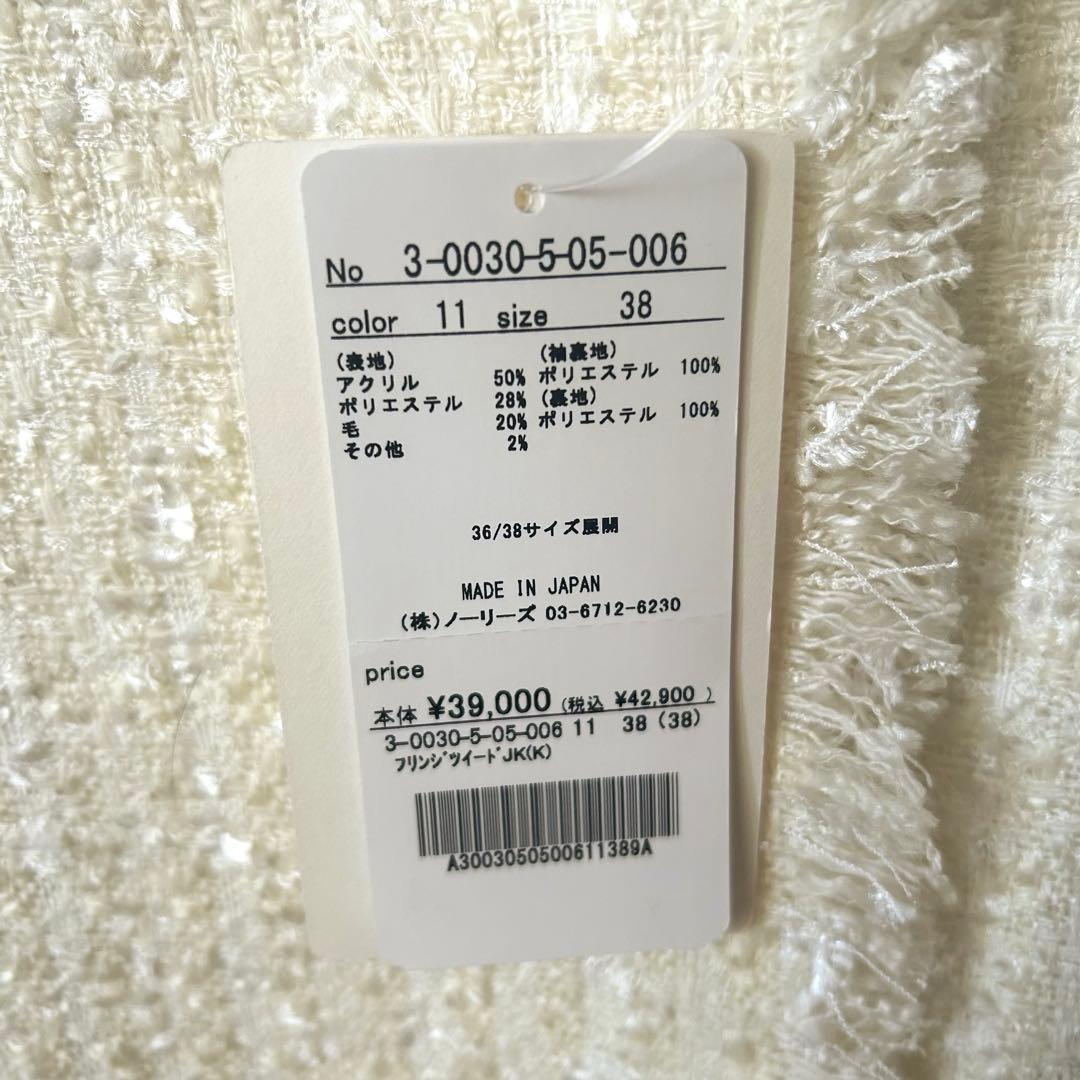 No 3-0030-5-05-006
color 11 size 38
(表地)
アクリル 50%
ポリエステル 28%
毛 20%
その他 2%
(袖裏地)
ポリエステル 100%
(裏地)
ポリエステル 100%
36/38サイズ展開
MADE IN JAPAN
(株)ノーリーズ 03-6712-6230
price
本体 ¥39,000 (税込 ¥42,900 )
3-0030-5-05-006 11 38 (38)
フリンジツイードJK(K)
A3003050500611389A